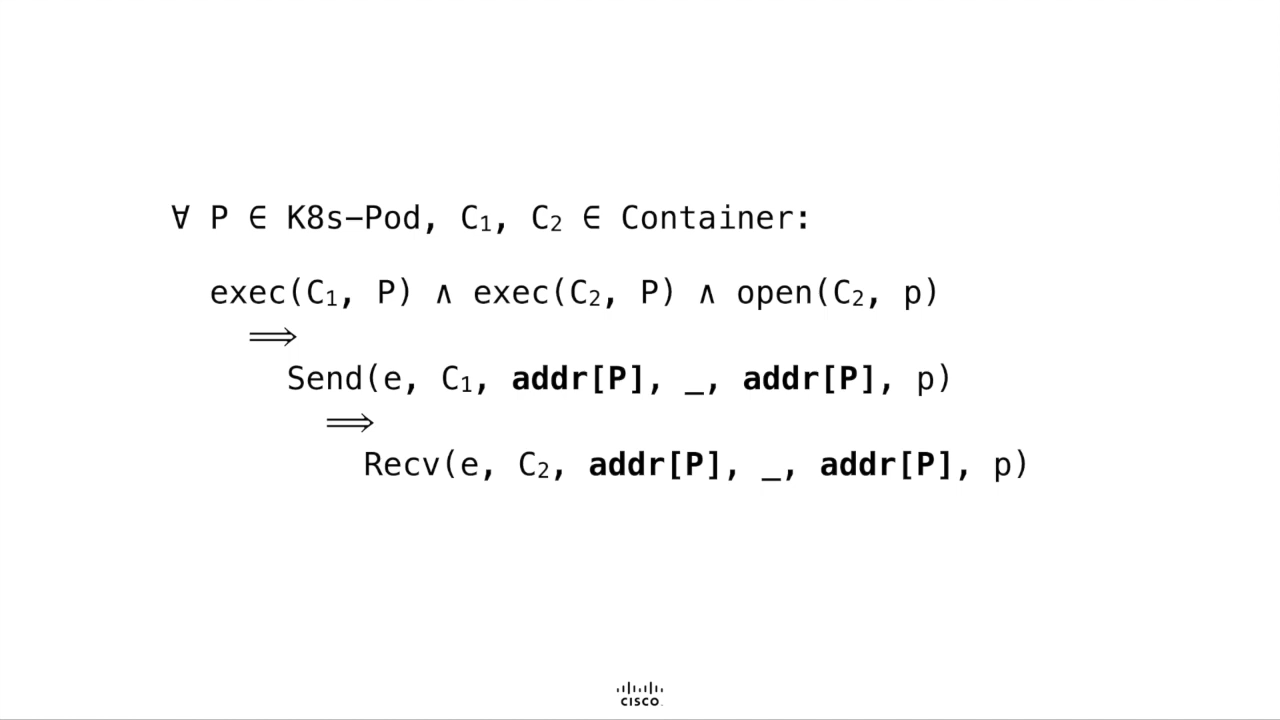 ∀ P ∈ K8s–Pod, C₁, C₂ ∈ Container:
exec(C₁, P) ∧ exec(C₂, P) ∧ open(C₂, p)
⟹
Send(e, C₁, addr[P], _, addr[P], p)
⟹
Recv(e, C₂, addr[P], _, addr[P], p)
CISCO